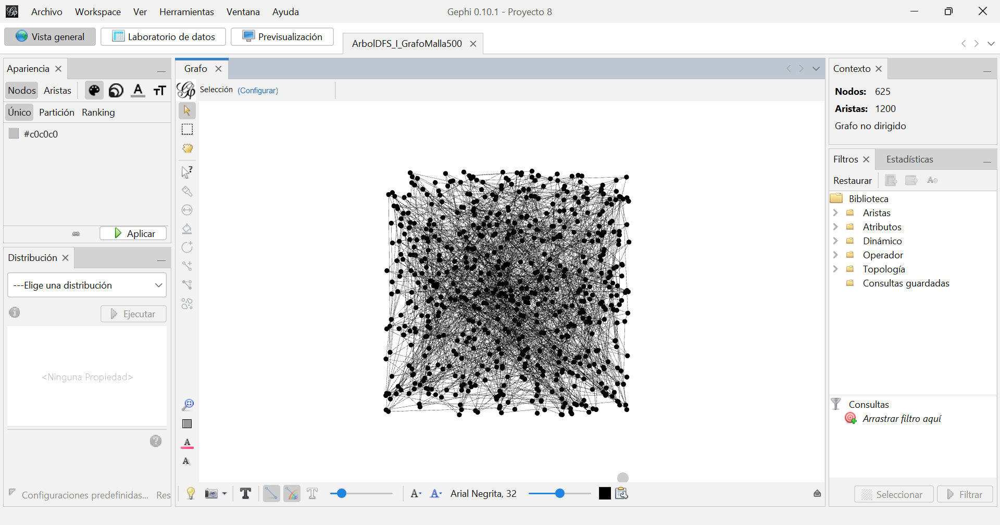 Archivo Workspace Ver Herramientas Ventana Ayuda
Gephi 0.10.1 - Proyecto 8
Vista general
Laboratorio de datos
Previsualización
ArbolDFS_I_GrafoMalla500
Apariencia
Nodos Aristas
Único Partición Ranking
#c0c0c0
Aplicar
Distribución
---Elige una distribución
Ejecutar
<Ninguna Propiedad>
Configuraciones predefinidas... Res
Grafo
Selección (Configurar)
Arial Negrita, 32
Contexto
Nodos: 625
Aristas: 1200
Grafo no dirigido
Filtros Estadísticas
Restaurar
Biblioteca
Aristas
Atributos
Dinámico
Operador
Topología
Consultas guardadas
Consultas
Arrastrar filtro aquí
Seleccionar
Filtrar